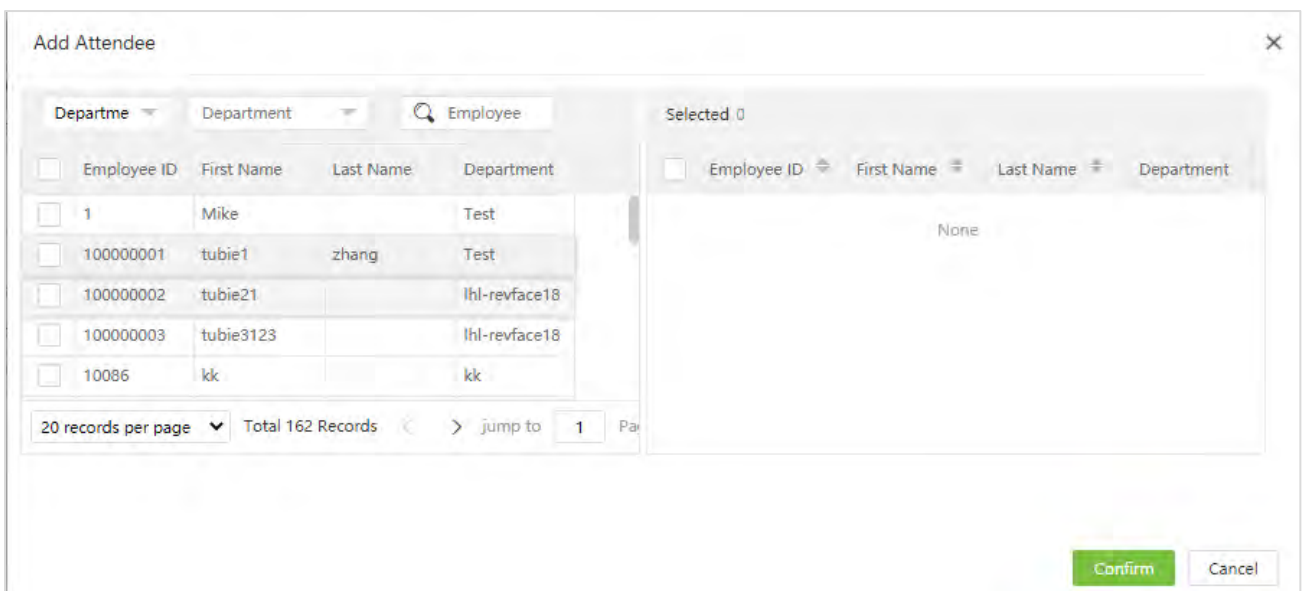 Add Attendee
Departme Department Employee
Selected 0
Employee ID First Name Last Name Department
1 Mike Test
100000001 tubie1 zhang Test
100000002 tubie21 lhl-revface18
100000003 tubie3123 lhl-revface18
10086 kk kk
20 records per page Total 162 Records < > jump to 1 Pa
Employee ID First Name Last Name Department
None
Confirm Cancel